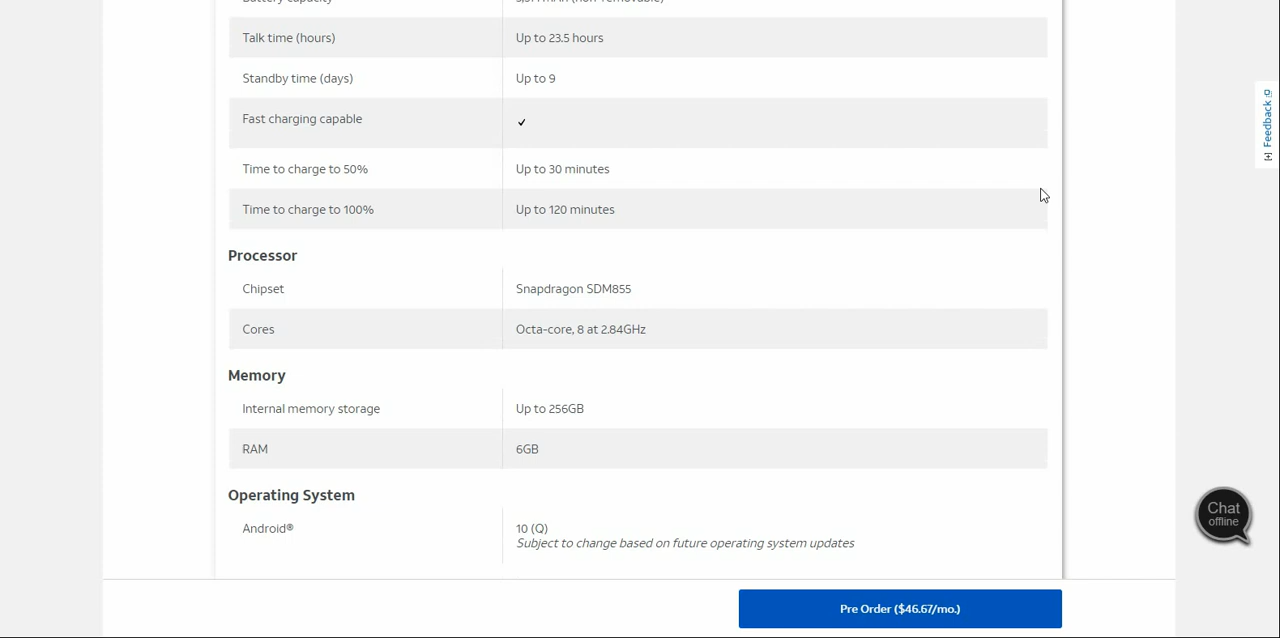 Talk time (hours) Up to 23.5 hours
Standby time (days) Up to 9
Fast charging capable ✓
Time to charge to 50% Up to 30 minutes
Time to charge to 100% Up to 120 minutes
Processor
Chipset Snapdragon SDM855
Cores Octa-core, 8 at 2.84GHz
Memory
Internal memory storage Up to 256GB
RAM 6GB
Operating System
Android® 10 (Q)
Subject to change based on future operating system updates
Pre Order ($46.67/mo.)
[+] Feedback
Chat
offline